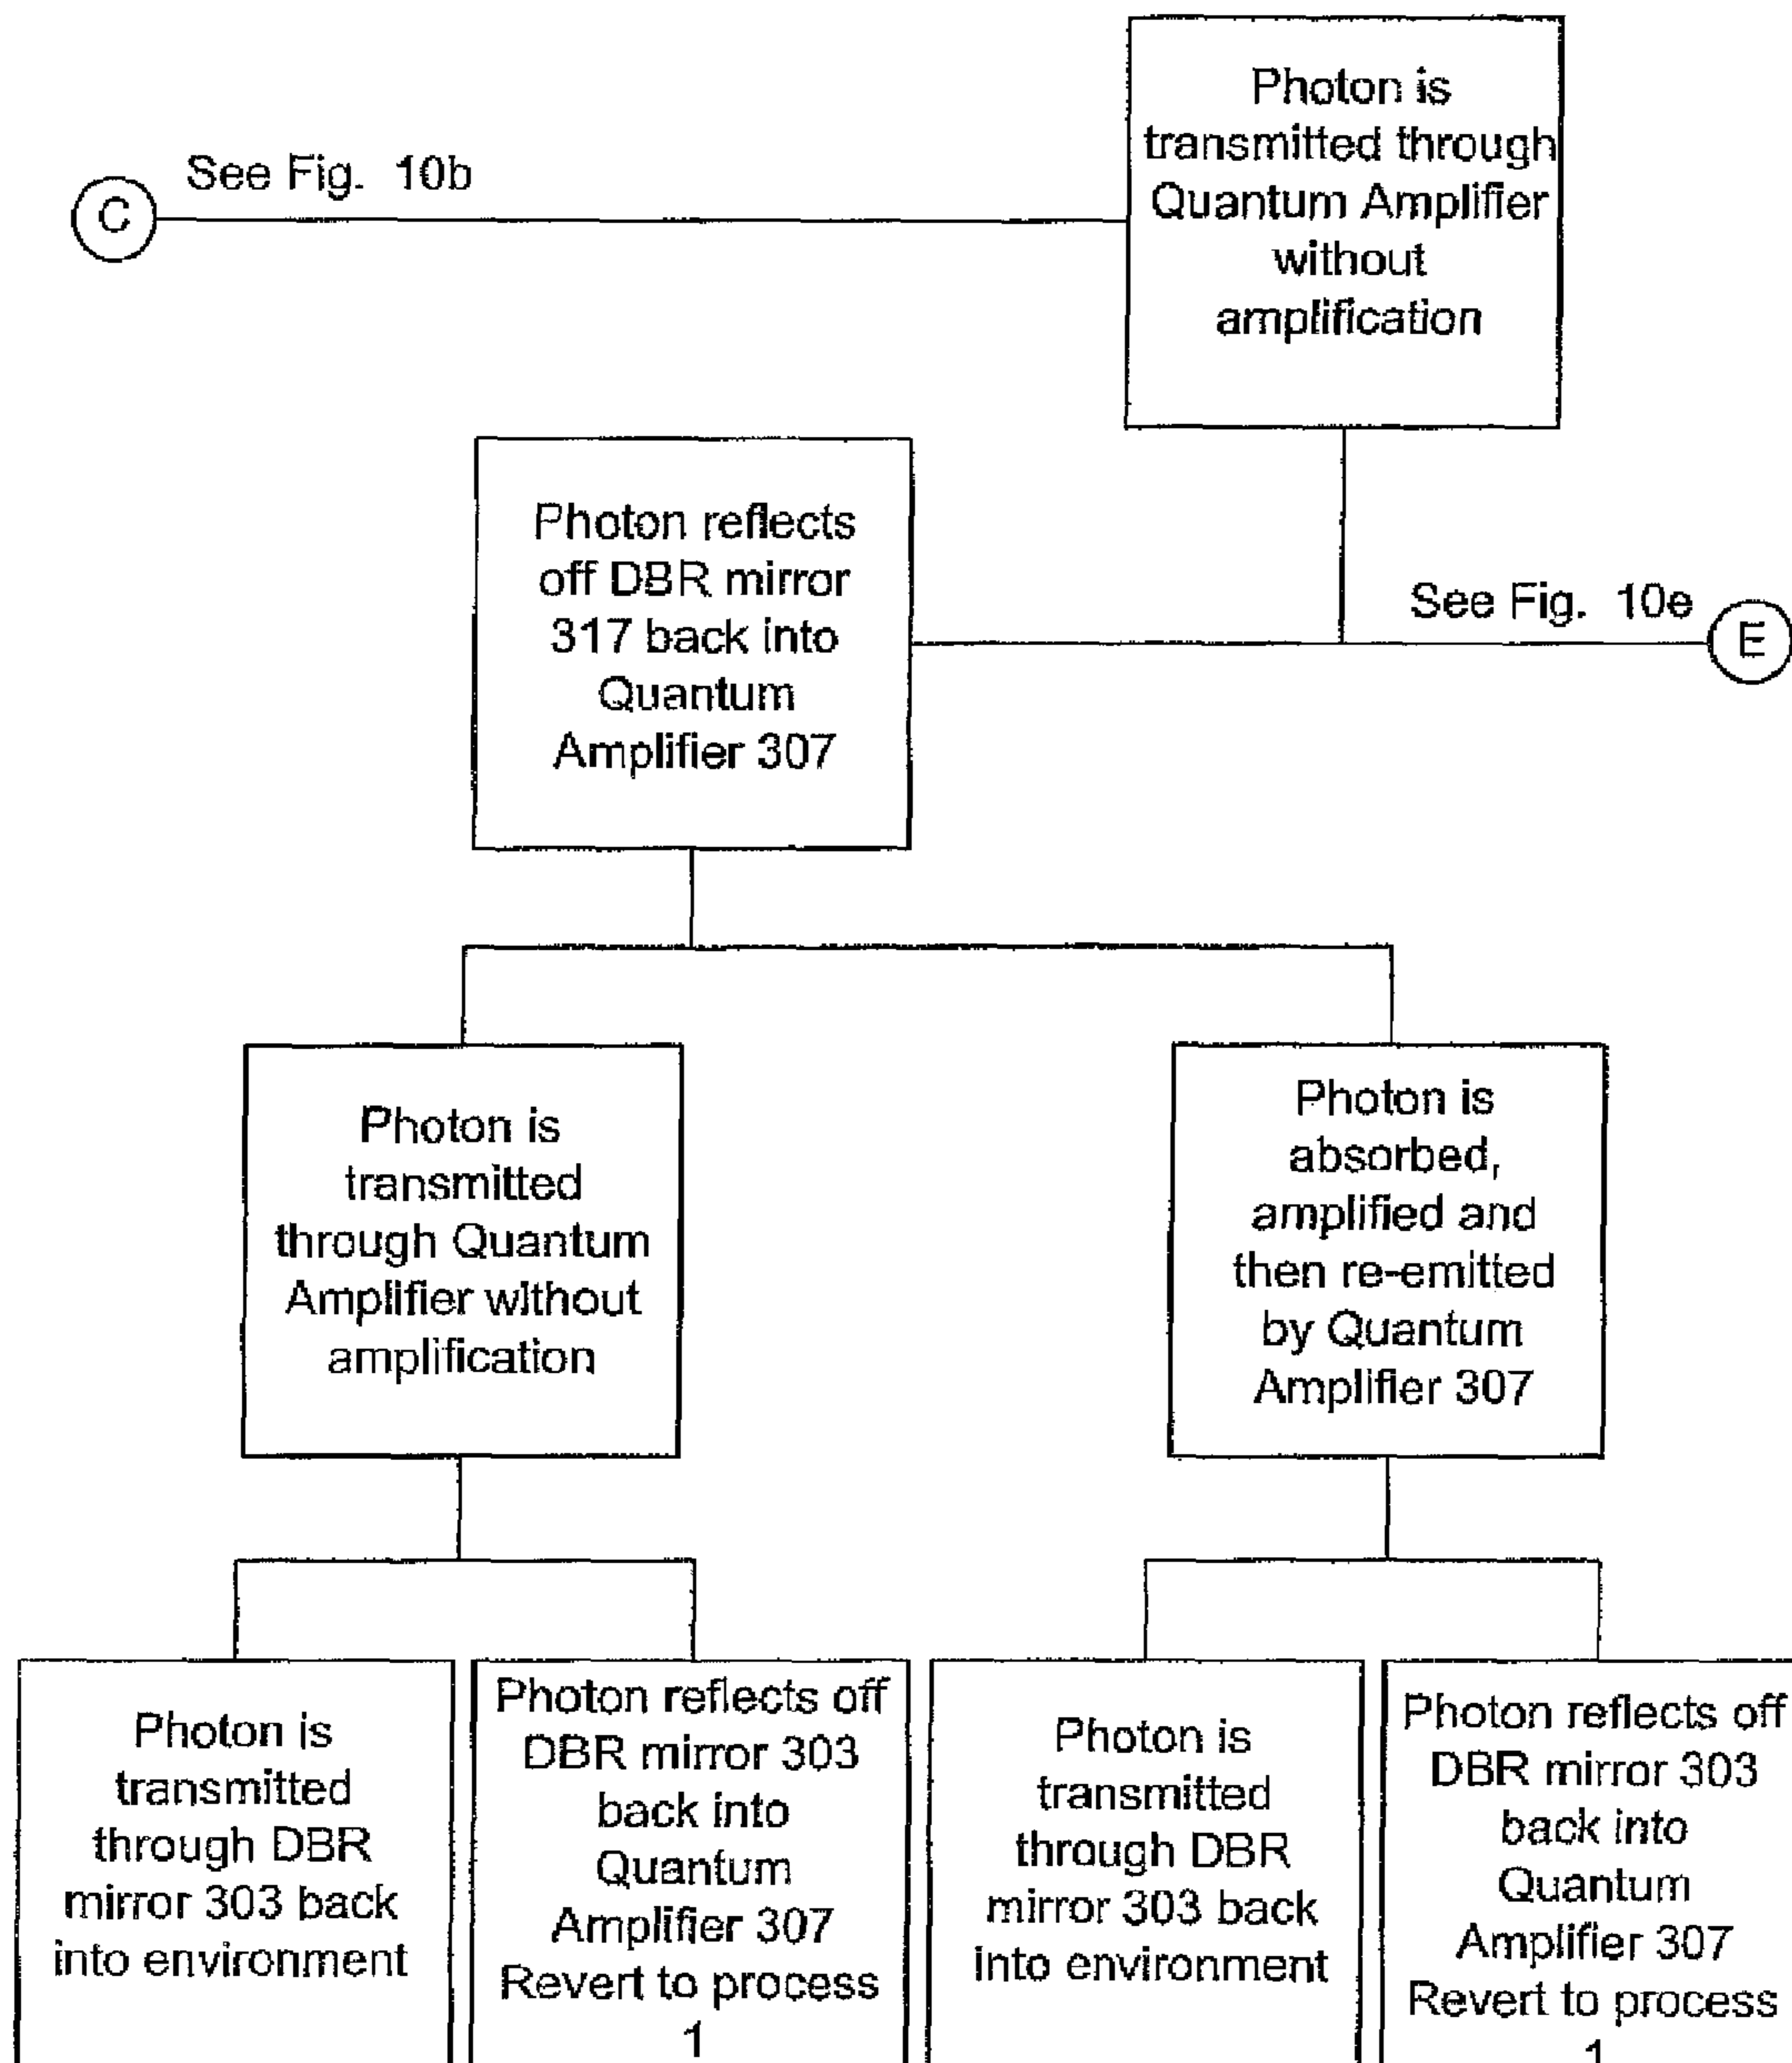 Photon is
transmitted through
Quantum Amplifier
without
amplification
See Fig. 10b
C
Photon reflects
off DBR mirror
317 back into
Quantum
Amplifier 307
See Fig. 10e
E
Photon is
transmitted
through Quantum
Amplifier without
amplification
Photon is
absorbed,
amplified and
then re-emitted
by Quantum
Amplifier 307
Photon is
transmitted
through DBR
mirror 303 back
into environment
Photon reflects off
DBR mirror 303
back into
Quantum
Amplifier 307
Revert to process
1
Photon is
transmitted
through DBR
mirror 303 back
into environment
Photon reflects off
DBR mirror 303
back into
Quantum
Amplifier 307
Revert to process
1